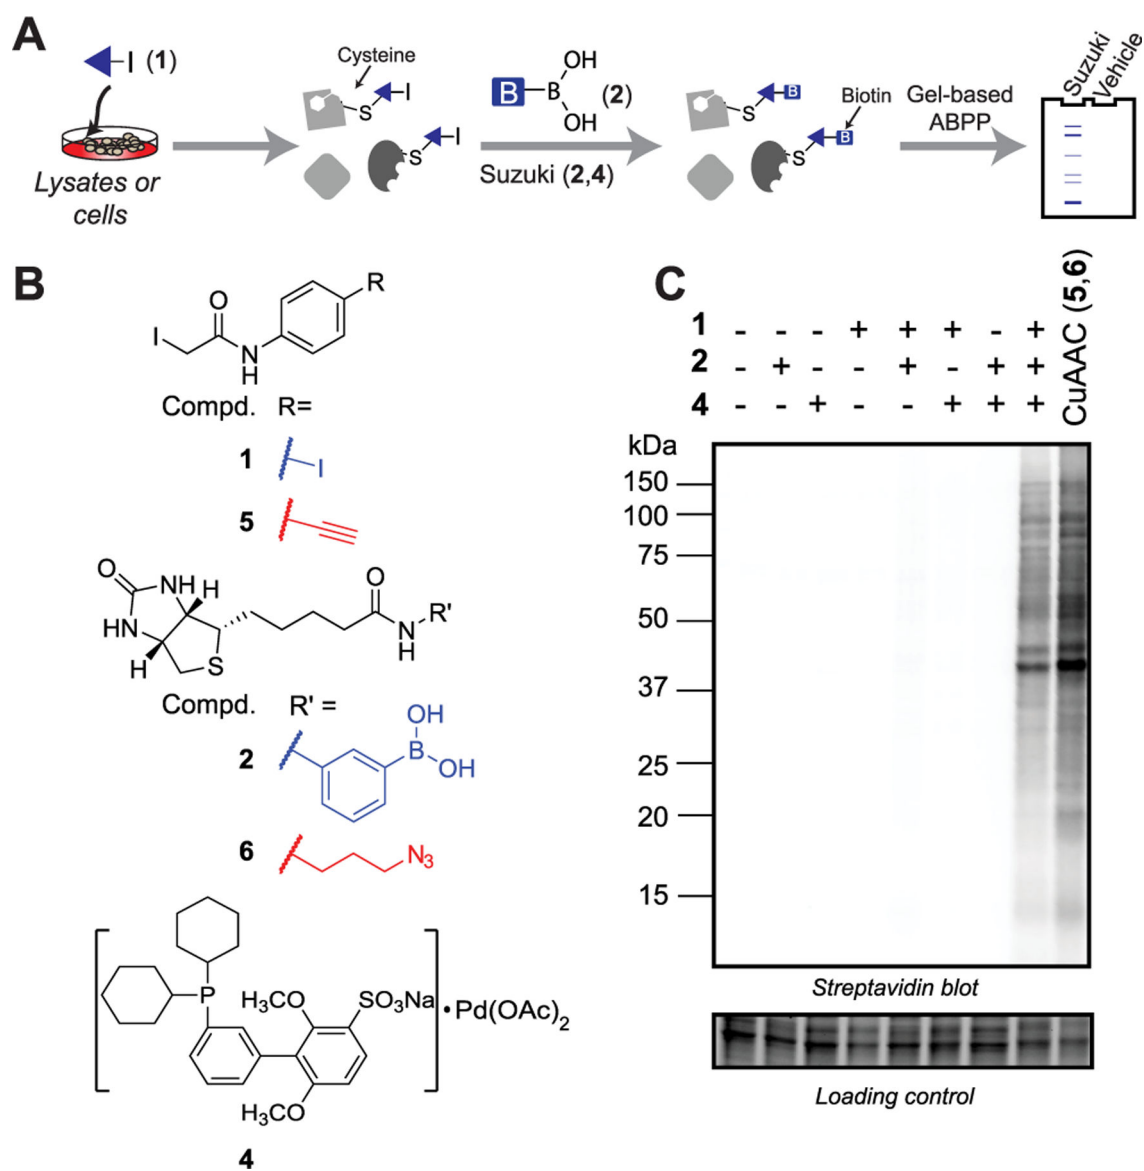 A
I (1)
Lysates or
cells
Cysteine
S
I
S
I
B
B
OH
OH
(2)
Suzuki (2,4)
S
B
S
B
Biotin
Gel-based
ABPP
Suzuki
Vehicle
B
I
O
N
H
R
Compd. R=
1
I
5
O
NH
HN
H
H
S
O
N
H
R'
Compd. R' =
2
B
OH
OH
6
N3
P
H3CO
SO3Na
H3CO
•Pd(OAc)2
4
C
1 - - - + + + - +
2 - + - - + - + +
4 - - + - - + + +
CuAAC (5,6)
kDa
150
100
75
50
37
25
20
15
Streptavidin blot
Loading control